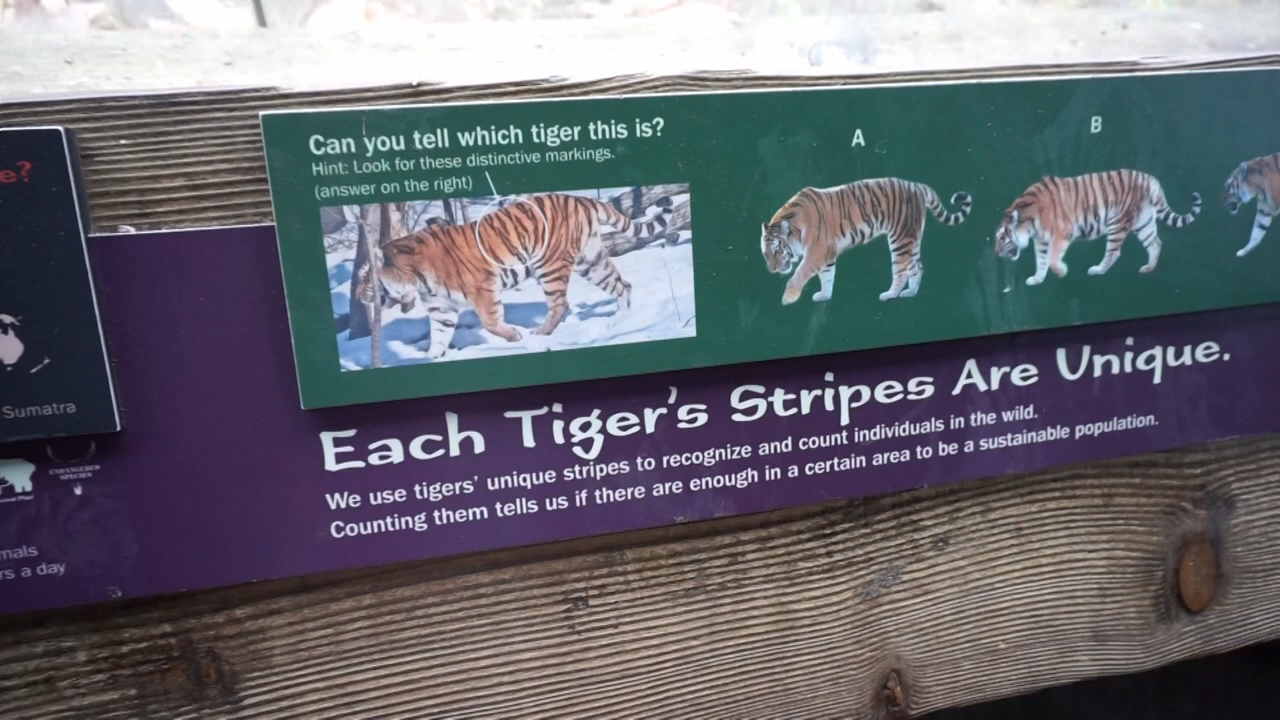 e?
Sumatra
ENDANGERED
SPECIES
mals
rs a day
Can you tell which tiger this is?
Hint: Look for these distinctive markings.
(answer on the right)
A
B
Each Tiger's Stripes Are Unique.
We use tigers' unique stripes to recognize and count individuals in the wild.
Counting them tells us if there are enough in a certain area to be a sustainable population.